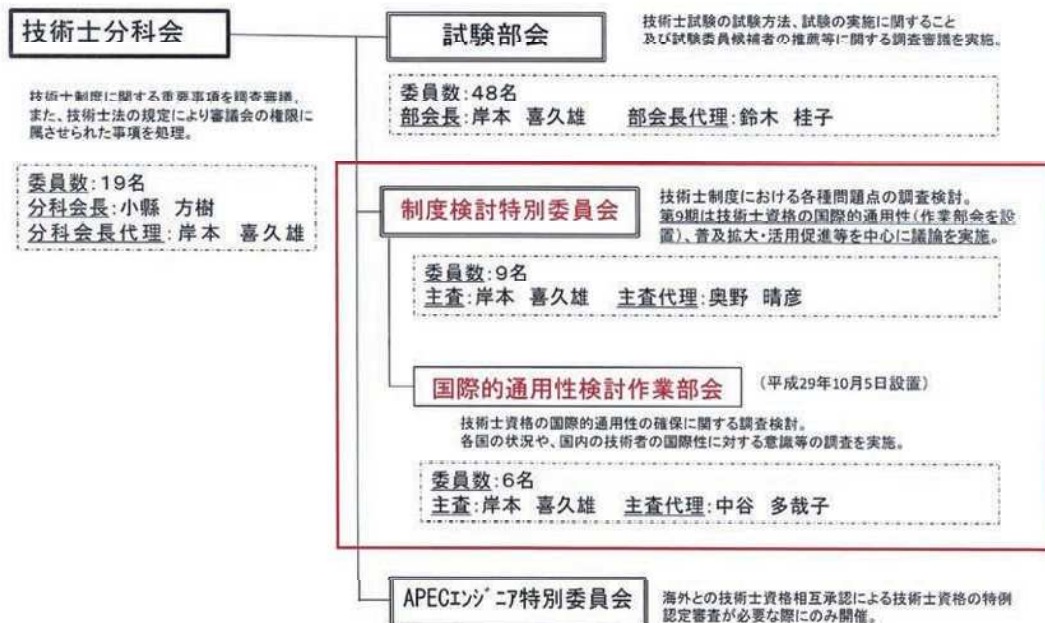 技術士分科会
技術士制度に関する重要事項を調査審議。
また、技術士法の規定により審議会の権限に
属させられた事項を処理。
委員数:19名
分科会長:小縣 方樹
分科会長代理:岸本 喜久雄
試験部会
技術士試験の試験方法、試験の実施に関すること
及び試験委員候補者の推薦等に関する調査審議を実施。
委員数:48名
部会長:岸本 喜久雄 部会長代理:鈴木 桂子
制度検討特別委員会
技術士制度における各種問題点の調査検討。
第9期は技術士資格の国際的通用性(作業部会を設
置)、普及拡大・活用促進等を中心に議論を実施。
委員数:9名
主査:岸本 喜久雄 主査代理:奥野 晴彦
国際的通用性検討作業部会
(平成29年10月5日設置)
技術士資格の国際的通用性の確保に関する調査検討。
各国の状況や、国内の技術者の国際性に対する意識等の調査を実施。
委員数:6名
主査:岸本 喜久雄 主査代理:中谷 多哉子
APECエンジニア特別委員会
海外との技術士資格相互承認による技術士資格の特例
認定審査が必要な際にのみ開催。